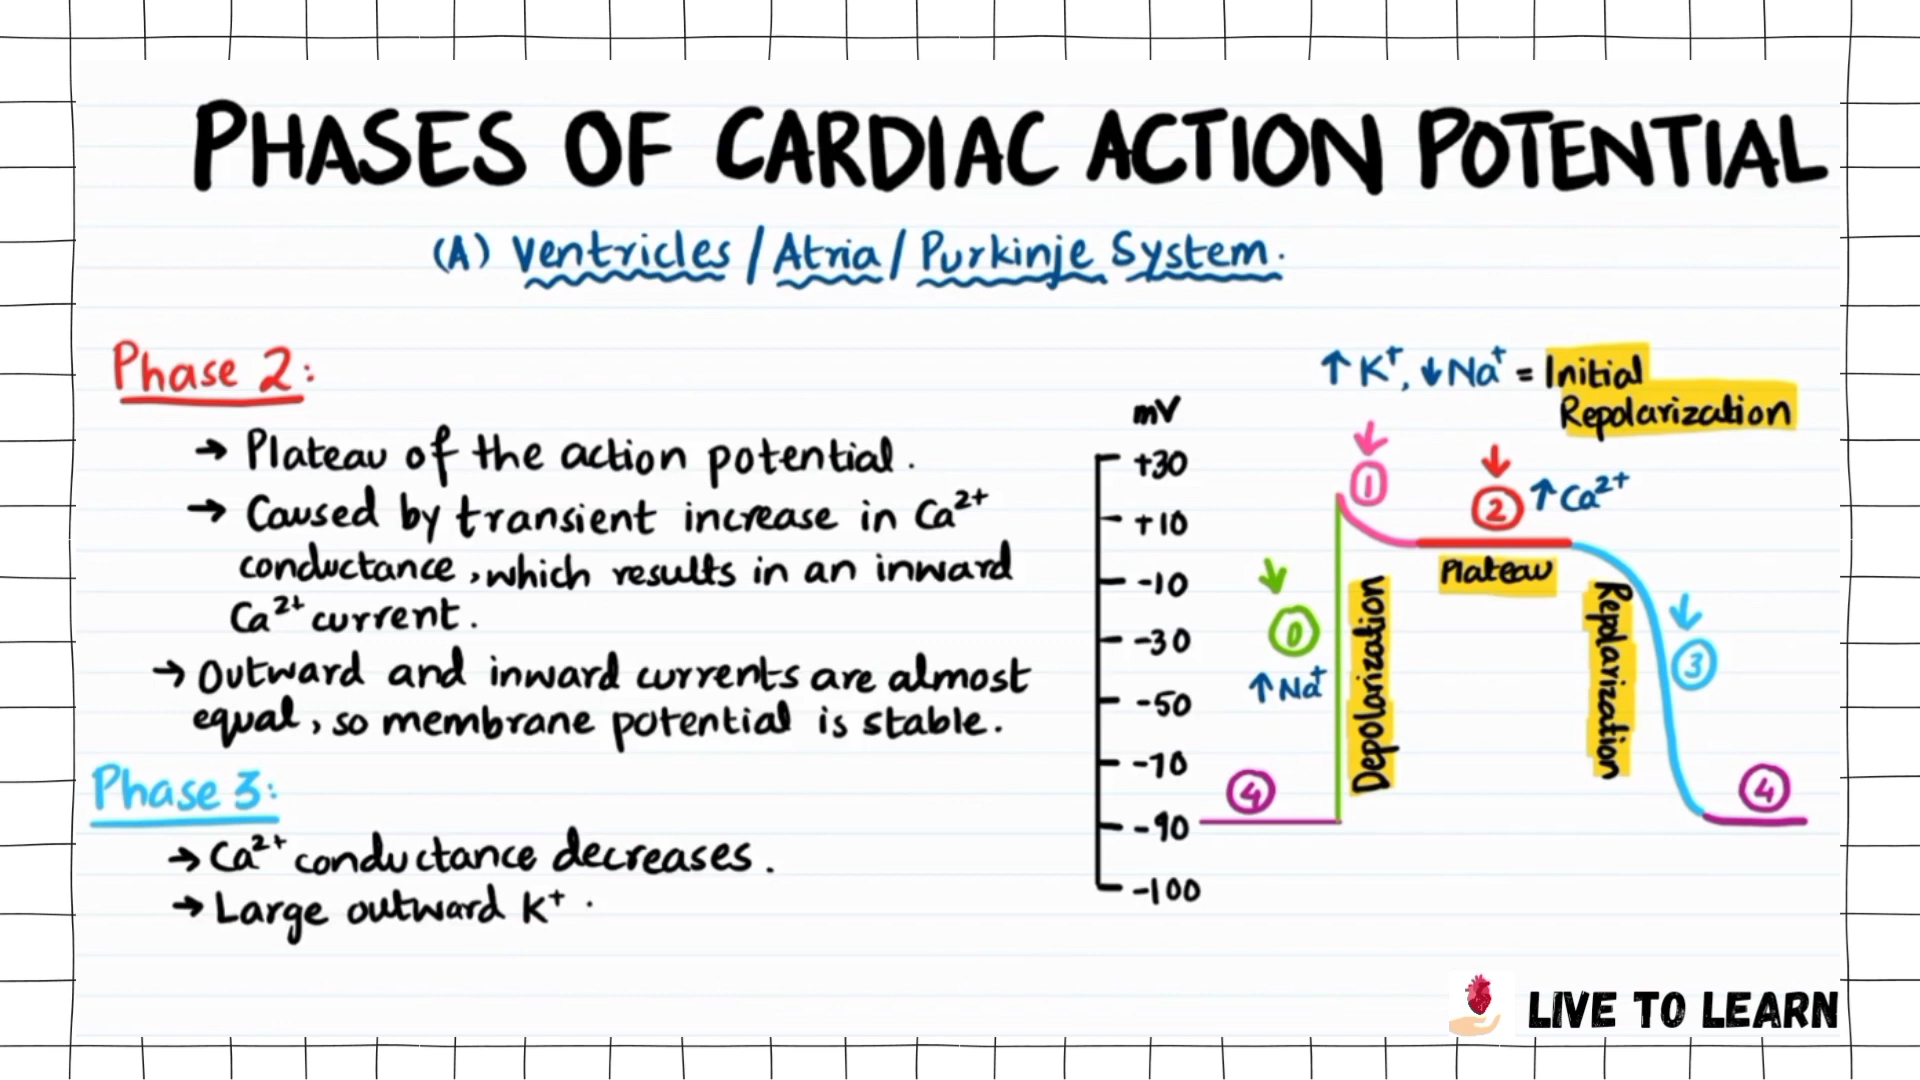 PHASES OF CARDIAC ACTION POTENTIAL
(A) Ventricles / Atria / Purkinje System.
Phase 2:
→ Plateau of the action potential.
→ Caused by transient increase in Ca²⁺
conductance, which results in an inward
Ca²⁺ current.
→ Outward and inward currents are almost
equal, so membrane potential is stable.
Phase 3:
→ Ca²⁺ conductance decreases.
→ Large outward K⁺.
↑K⁺, ↓Na⁺ = Initial
Repolarization
mV
+30
+10
-10
-30
-50
-70
-90
-100
4
0
↑Na⁺
Depolarization
1
2 ↑Ca²⁺
Plateau
Repolarization
3
4
LIVE TO LEARN